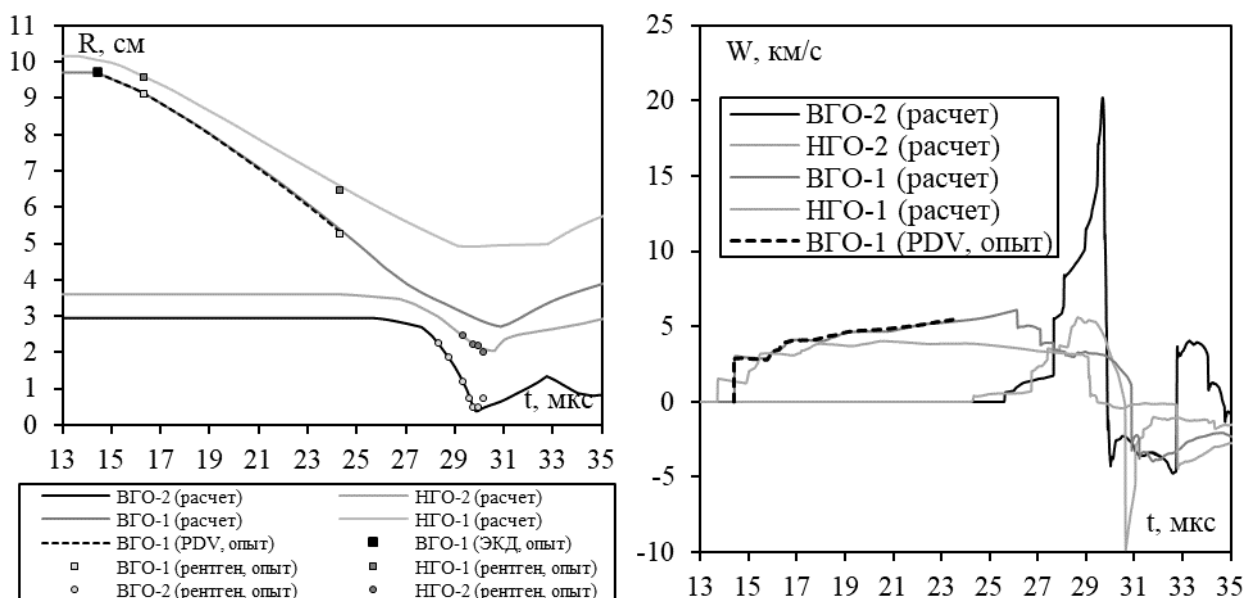 R, см
11
10
9
8
7
6
5
4
3
2
1
0
t, мкс
13 15 17 19 21 23 25 27 29 31 33 35
ВГО-2 (расчет) НГО-2 (расчет)
ВГО-1 (расчет) НГО-1 (расчет)
ВГО-1 (PDV, опыт) ВГО-1 (ЭКД, опыт)
ВГО-1 (рентген, опыт) НГО-1 (рентген, опыт)
ВГО-2 (рентген, опыт) НГО-2 (рентген, опыт)
W, км/с
25
20
15
10
5
0
-5
-10
ВГО-2 (расчет)
НГО-2 (расчет)
ВГО-1 (расчет)
НГО-1 (расчет)
ВГО-1 (PDV, опыт)
t, мкс
13 15 17 19 21 23 25 27 29 31 33 35